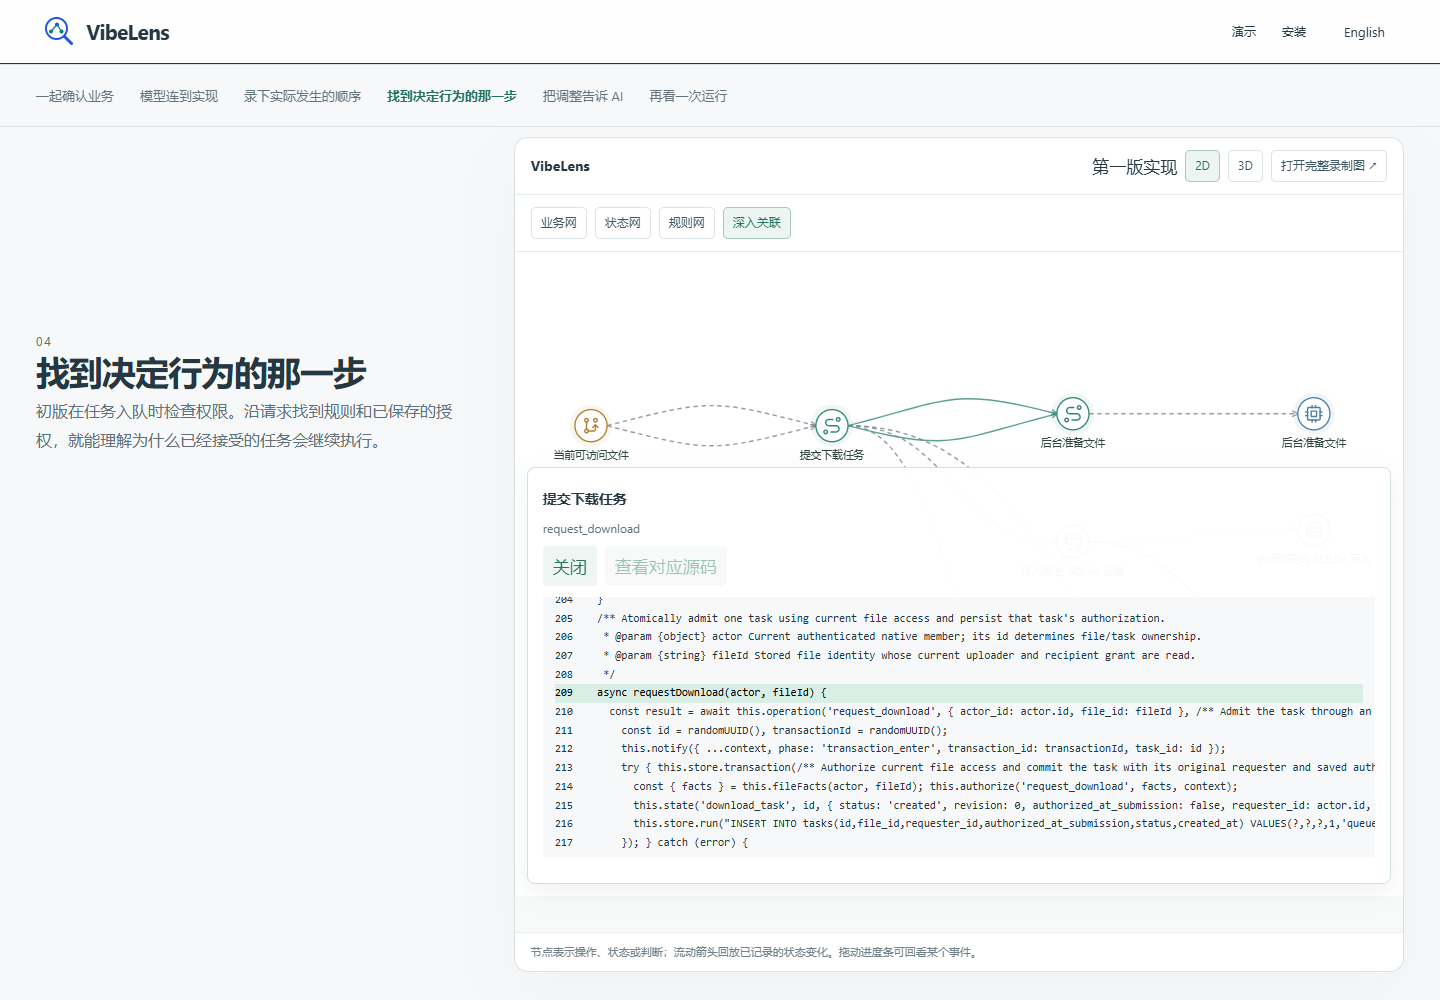 VibeLens
演示
安装
English
一起确认业务
模型连到实现
录下实际发生的顺序
找到决定行为的那一步
把调整告诉 AI
再看一次运行
04
找到决定行为的那一步
初版在任务入队时检查权限。沿请求找到规则和已保存的授
权，就能理解为什么已经接受的任务会继续执行。
VibeLens
第一版实现
2D
3D
打开完整录制图 ↗
业务网
状态网
规则网
深入关联
当前可访问文件
提交下载任务
后台准备文件
后台准备文件
提交下载任务
request_download
关闭
查看对应源码
204 }
205 /** Atomically admit one task using current file access and persist that task's authorization.
206 * @param {object} actor Current authenticated native member; its id determines file/task ownership.
207 * @param {string} fileId Stored file identity whose current uploader and recipient grant are read.
208 */
209 async requestDownload(actor, fileId) {
210 const result = await this.operation('request_download', { actor_id: actor.id, file_id: fileId }, /** Admit the task through an
211 const id = randomUUID(), transactionId = randomUUID();
212 this.notify({ ...context, phase: 'transaction_enter', transaction_id: transactionId, task_id: id });
213 try { this.store.transaction(/** Authorize current file access and commit the task with its original requester and saved auth
214 const { facts } = this.fileFacts(actor, fileId); this.authorize('request_download', facts, context);
215 this.state('download_task', id, { status: 'created', revision: 0, authorized_at_submission: false, requester_id: actor.id,
216 this.store.run("INSERT INTO tasks(id,file_id,requester_id,authorized_at_submission,status,created_at) VALUES(?,?,?,1,'queue
217 }); } catch (error) {
节点表示操作、状态或判断；流动箭头回放已记录的状态变化。拖动进度条可回看某个事件。